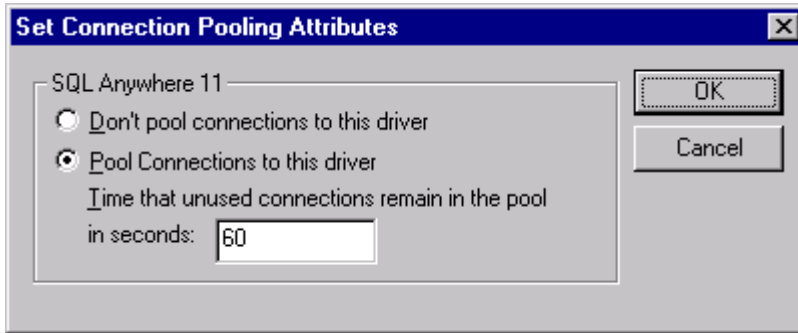 Set Connection Pooling Attributes
SQL Anywhere 11
Don't pool connections to this driver
Pool Connections to this driver
Time that unused connections remain in the pool
in seconds: 60
OK
Cancel